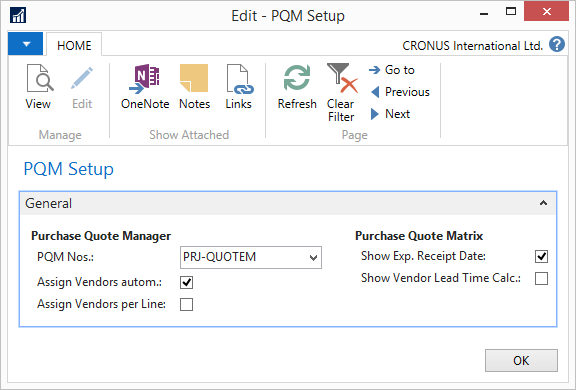 Edit - PQM Setup
HOME
CRONUS International Ltd.
View
Edit
OneNote
Notes
Links
Refresh
Clear
Filter
Go to
Previous
Next
Manage
Show Attached
Page
PQM Setup
General
Purchase Quote Manager
PQM Nos.:
PRJ-QUOTEM
Assign Vendors autom.:
Assign Vendors per Line:
Purchase Quote Matrix
Show Exp. Receipt Date:
Show Vendor Lead Time Calc.:
OK